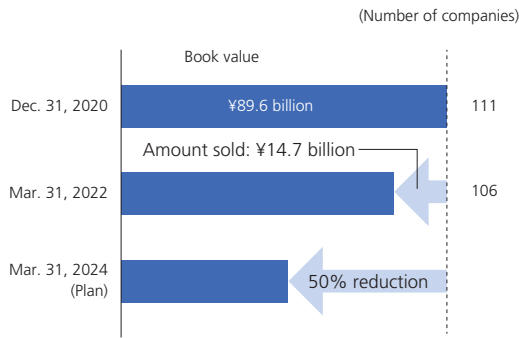 (Number of companies)
Book value
Dec. 31, 2020 ¥89.6 billion 111
Amount sold: ¥14.7 billion
Mar. 31, 2022 106
Mar. 31, 2024
(Plan)
50% reduction